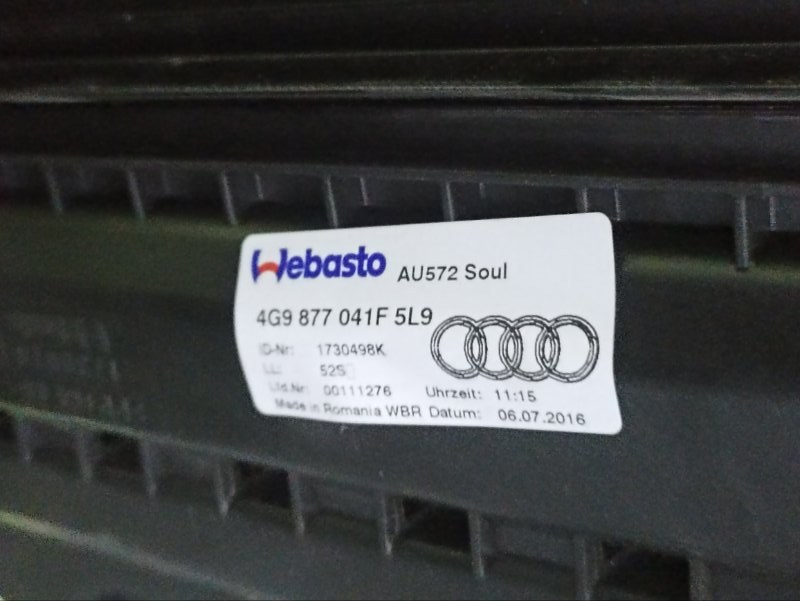 Webasto AU572 Soul
4G9 877 041F 5L9
ID-Nr: 1730498K
LL: 52S
Lfd.Nr: 00111276 Uhrzeit: 11:15
Made in Romania WBR Datum: 06.07.2016